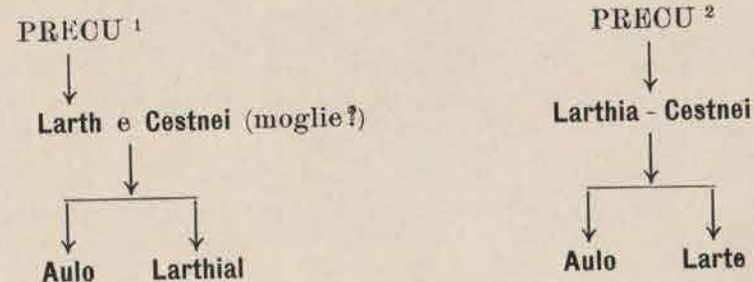 PRECU ¹
Larth e Cestnei (moglie?)
Aulo Larthial
PRECU ²
Larthia - Cestnei
Aulo Larte